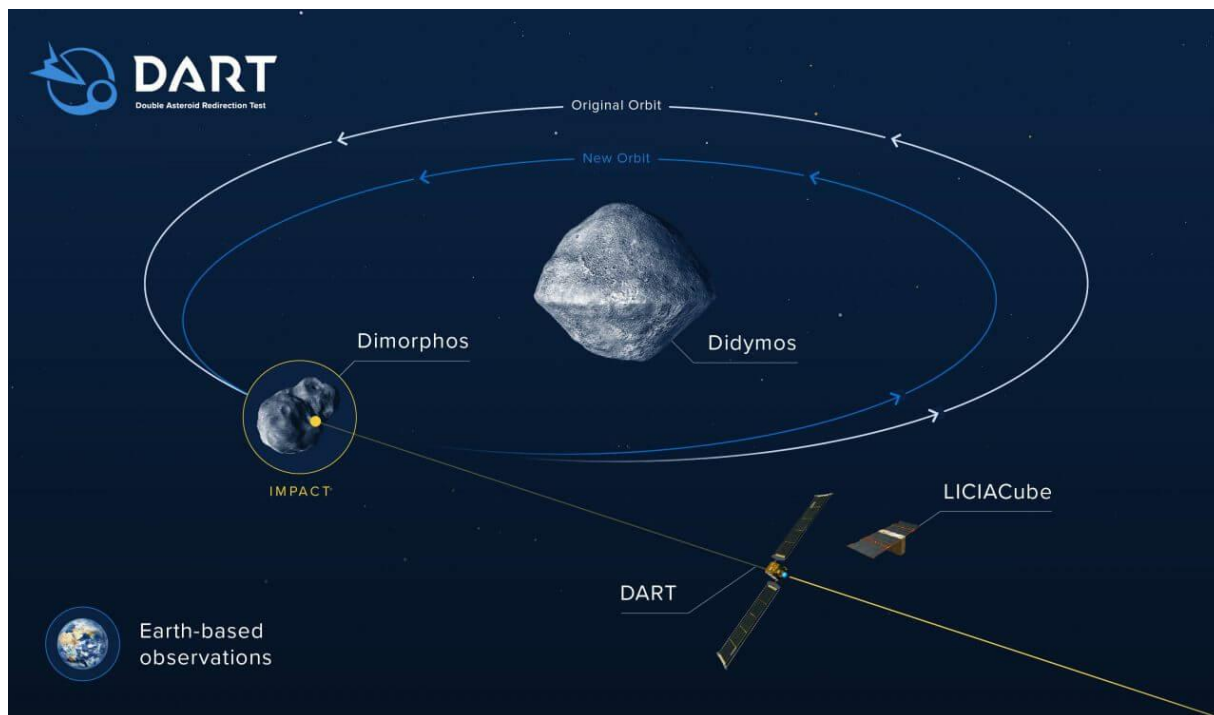 DART
Double Asteroid Redirection Test
Original Orbit
New Orbit
Dimorphos
Didymos
IMPACT
LICIACube
DART
Earth-based
observations